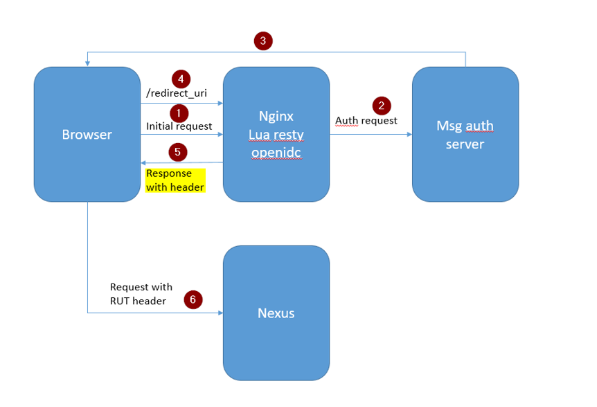 3
4
/redirect_uri
1
Initial request
5
Response
with header
Browser
Nginx
Lua resty
openidc
2
Auth request
Msg auth
server
Request with
RUT header
6
Nexus